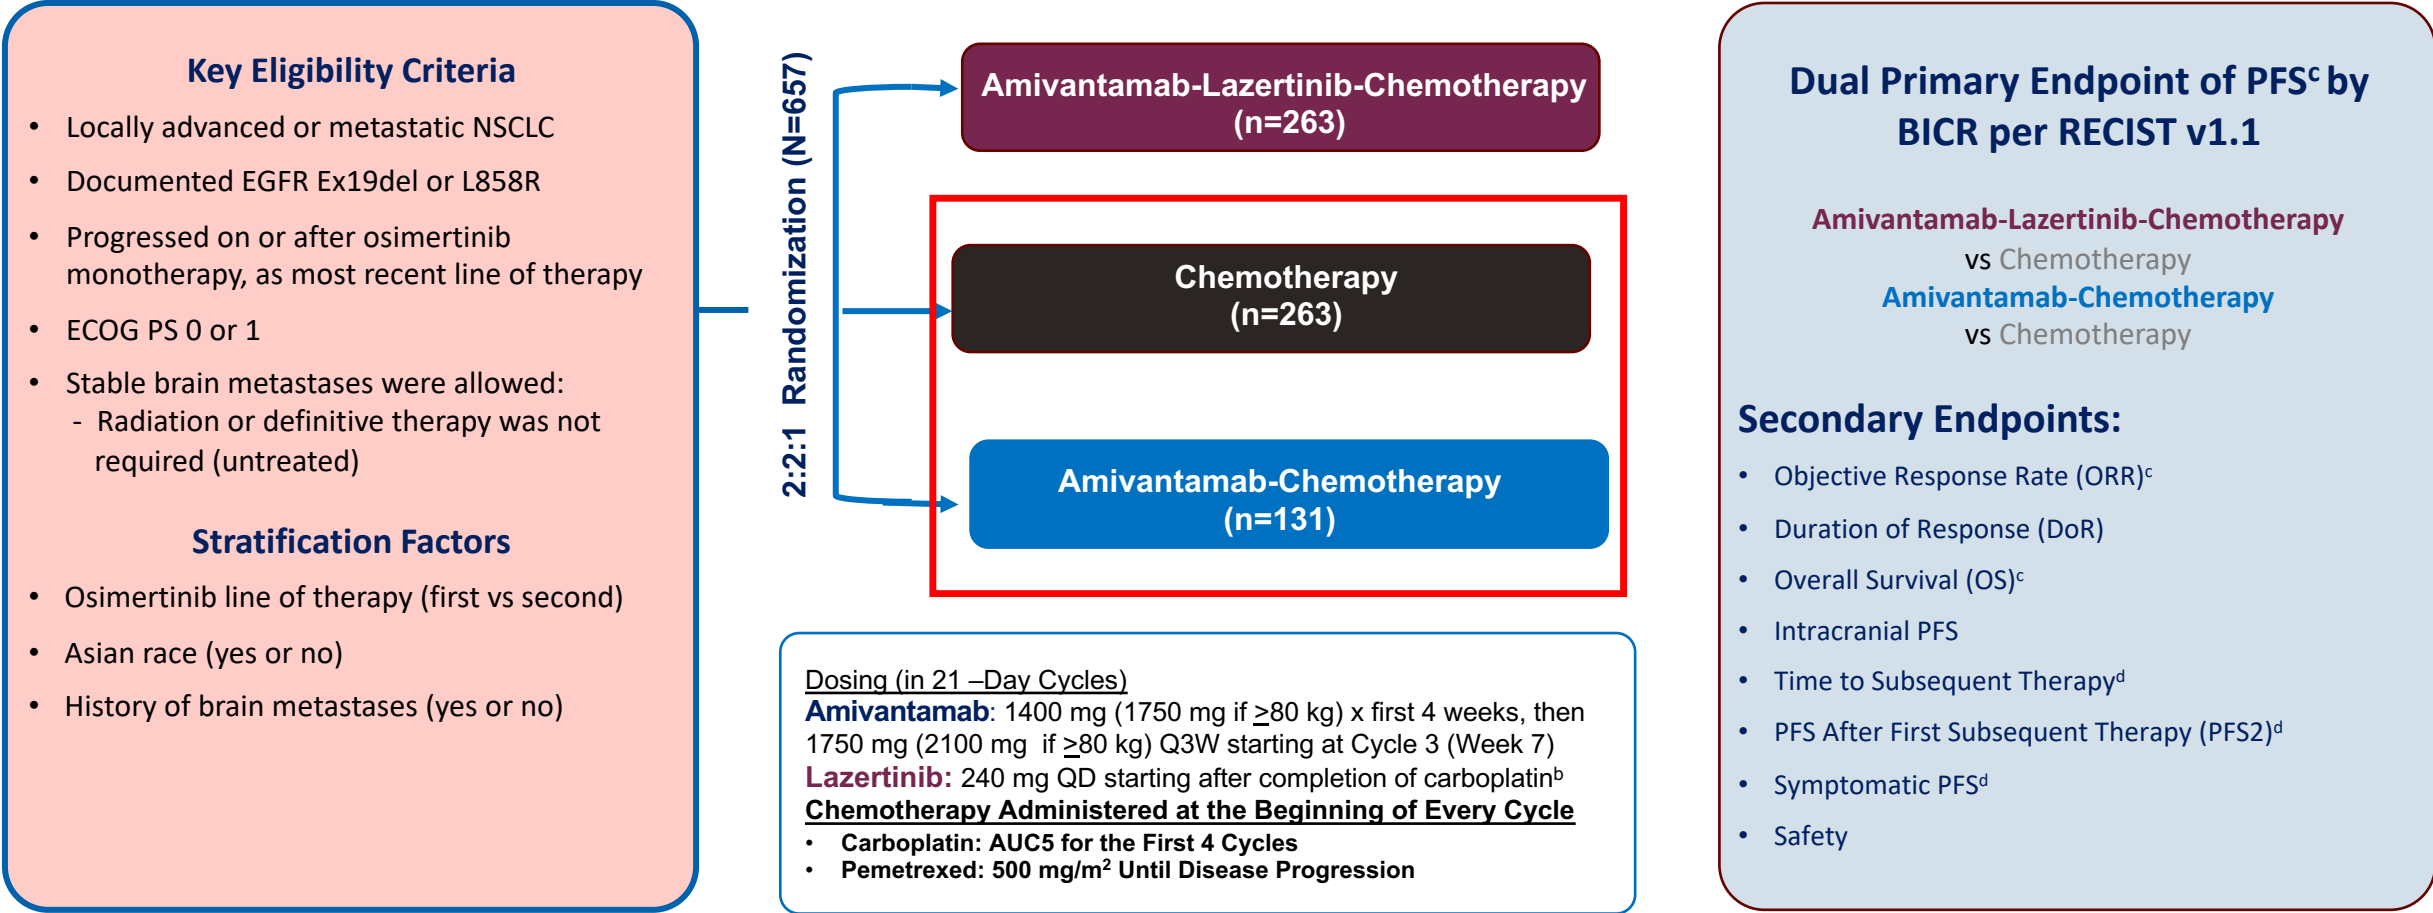 Key Eligibility Criteria
• Locally advanced or metastatic NSCLC
• Documented EGFR Ex19del or L858R
• Progressed on or after osimertinib
monotherapy, as most recent line of therapy
• ECOG PS 0 or 1
• Stable brain metastases were allowed:
- Radiation or definitive therapy was not
required (untreated)
Stratification Factors
• Osimertinib line of therapy (first vs second)
• Asian race (yes or no)
• History of brain metastases (yes or no)
2:2:1 Randomization (N=657)
Amivantamab-Lazertinib-Chemotherapy
(n=263)
Chemotherapy
(n=263)
Amivantamab-Chemotherapy
(n=131)
Dosing (in 21 –Day Cycles)
Amivantamab: 1400 mg (1750 mg if ≥80 kg) x first 4 weeks, then
1750 mg (2100 mg if ≥80 kg) Q3W starting at Cycle 3 (Week 7)
Lazertinib: 240 mg QD starting after completion of carboplatinᵇ
Chemotherapy Administered at the Beginning of Every Cycle
• Carboplatin: AUC5 for the First 4 Cycles
• Pemetrexed: 500 mg/m² Until Disease Progression
Dual Primary Endpoint of PFSᶜ by
BICR per RECIST v1.1
Amivantamab-Lazertinib-Chemotherapy
vs Chemotherapy
Amivantamab-Chemotherapy
vs Chemotherapy
Secondary Endpoints:
• Objective Response Rate (ORR)ᶜ
• Duration of Response (DoR)
• Overall Survival (OS)ᶜ
• Intracranial PFS
• Time to Subsequent Therapyᵈ
• PFS After First Subsequent Therapy (PFS2)ᵈ
• Symptomatic PFSᵈ
• Safety